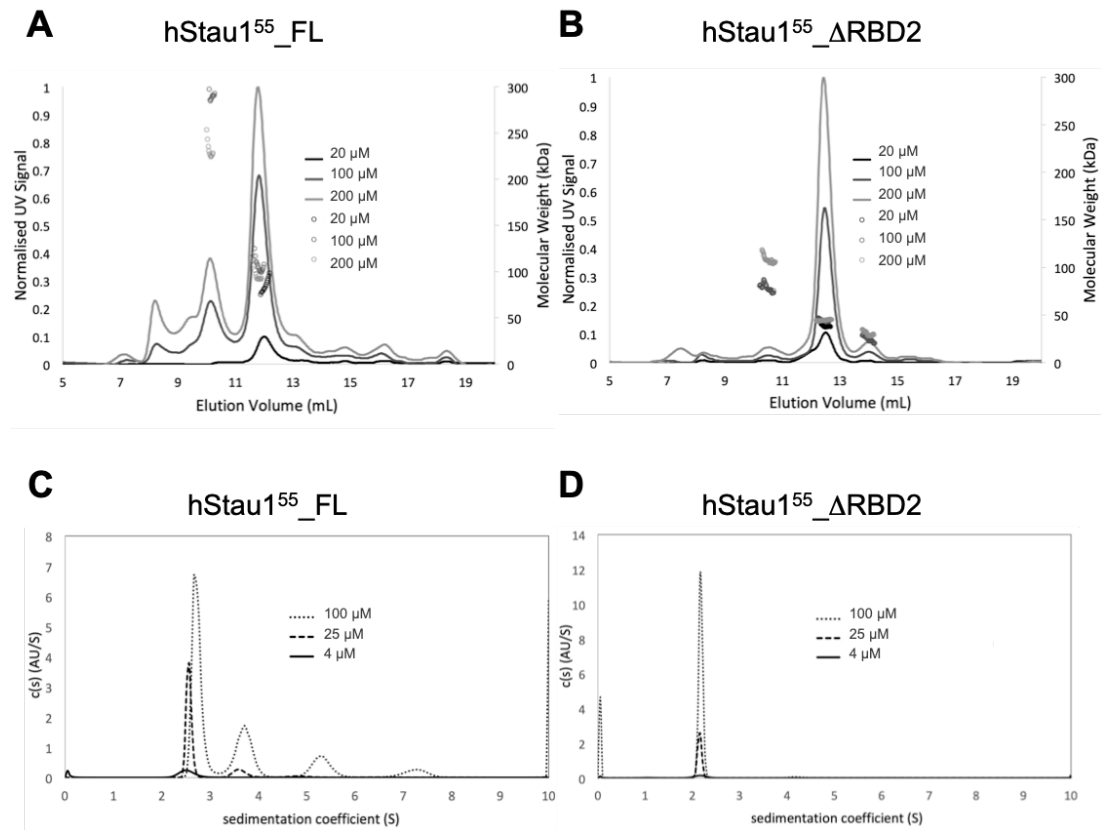 A
hStau1⁵⁵_FL
Normalised UV Signal
1
0.9
0.8
0.7
0.6
0.5
0.4
0.3
0.2
0.1
0
5 7 9 11 13 15 17 19
Elution Volume (mL)
300
250
200
150
100
50
0
Molecular Weight (kDa)
20 µM
100 µM
200 µM
20 µM
100 µM
200 µM
B
hStau1⁵⁵_ΔRBD2
Normalised UV Signal
1
0.9
0.8
0.7
0.6
0.5
0.4
0.3
0.2
0.1
0
5 7 9 11 13 15 17 19
Elution Volume (mL)
300
250
200
150
100
50
0
Molecular Weight (kDa)
20 µM
100 µM
200 µM
20 µM
100 µM
200 µM
C
hStau1⁵⁵_FL
c(s) (AU/S)
8
7
6
5
4
3
2
1
0
0 1 2 3 4 5 6 7 8 9 10
sedimentation coefficient (S)
100 µM
25 µM
4 µM
D
hStau1⁵⁵_ΔRBD2
c(s) (AU/S)
14
12
10
8
6
4
2
0
0 1 2 3 4 5 6 7 8 9 10
sedimentation coefficient (S)
100 µM
25 µM
4 µM